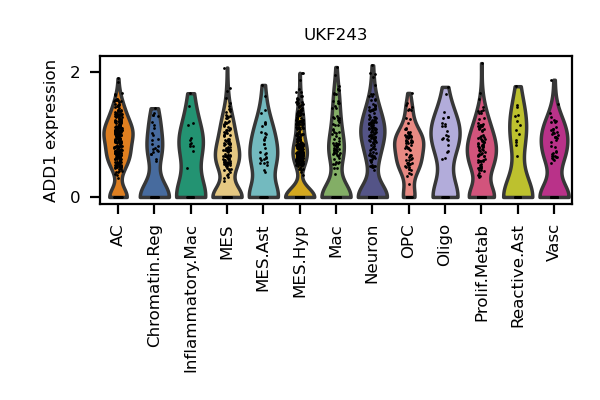 UKF243
ADD1 expression
2
0
AC
Chromatin.Reg
Inflammatory.Mac
MES
MES.Ast
MES.Hyp
Mac
Neuron
OPC
Oligo
Prolif.Metab
Reactive.Ast
Vasc